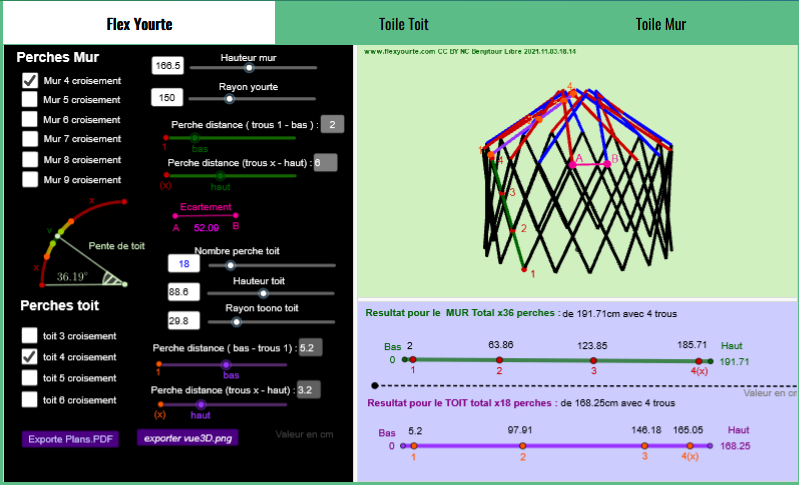 Flex Yourte
Toile Toit
Toile Mur
Perches Mur
Mur 4 croisement
Mur 5 croisement
Mur 6 croisement
Mur 7 croisement
Mur 8 croisement
Mur 9 croisement
x
v
x
Pente de toit
36.19°
Perches toit
toit 3 croisement
toit 4 croisement
toit 5 croisement
toit 6 croisement
Exporte Plans.PDF
exporter vue3D.png
Valeur en cm
166.5
Hauteur mur
150
Rayon yourte
Perche distance ( trous 1 - bas ) : 2
1
bas
Perche distance (trous x - haut): 6
(x)
haut
Ecartement
A 52.09 B
Nombre perche toit
18
Hauteur toit
88.6
Rayon toono toit
29.8
Perche distance ( bas - trous 1) : 5.2
1
bas
Perche distance (trous x - haut) : 3.2
(x)
haut
www.flexyourte.com CC BY NC Benptour Libre 2021.11.03.18.14
4
A
B
4
3
2
1
Resultat pour le MUR Total x36 perches : de 191.71cm avec 4 trous
Bas 2 63.86 123.85 185.71 Haut
0 191.71
1 2 3 4(x)
Valeur en cm
Resultat pour le TOIT total x18 perches : de 168.25cm avec 4 trous
Bas 5.2 97.91 146.18 165.05 Haut
0 168.25
1 2 3 4(x)